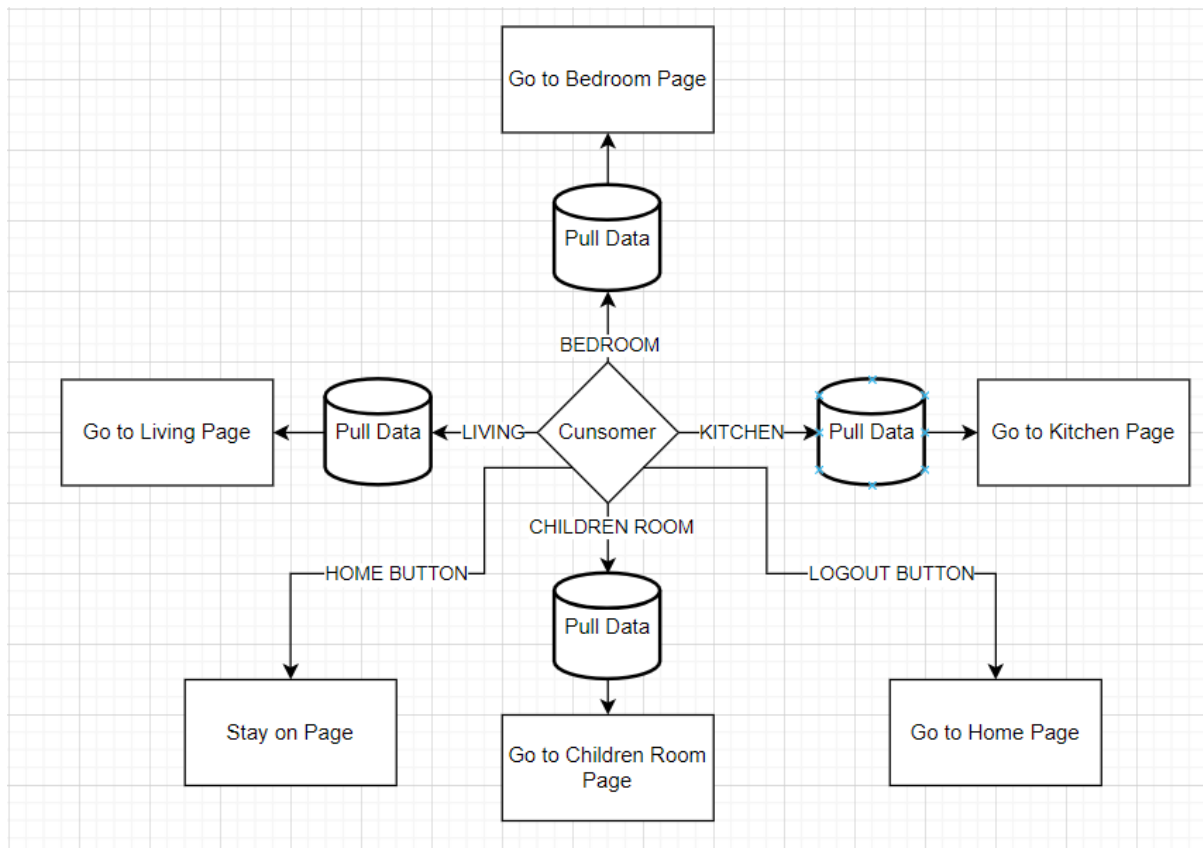 Go to Bedroom Page
Pull Data
BEDROOM
Go to Living Page
Pull Data
LIVING
Cunsomer
KITCHEN
Pull Data
Go to Kitchen Page
CHILDREN ROOM
HOME BUTTON
LOGOUT BUTTON
Pull Data
Stay on Page
Go to Children Room
Page
Go to Home Page